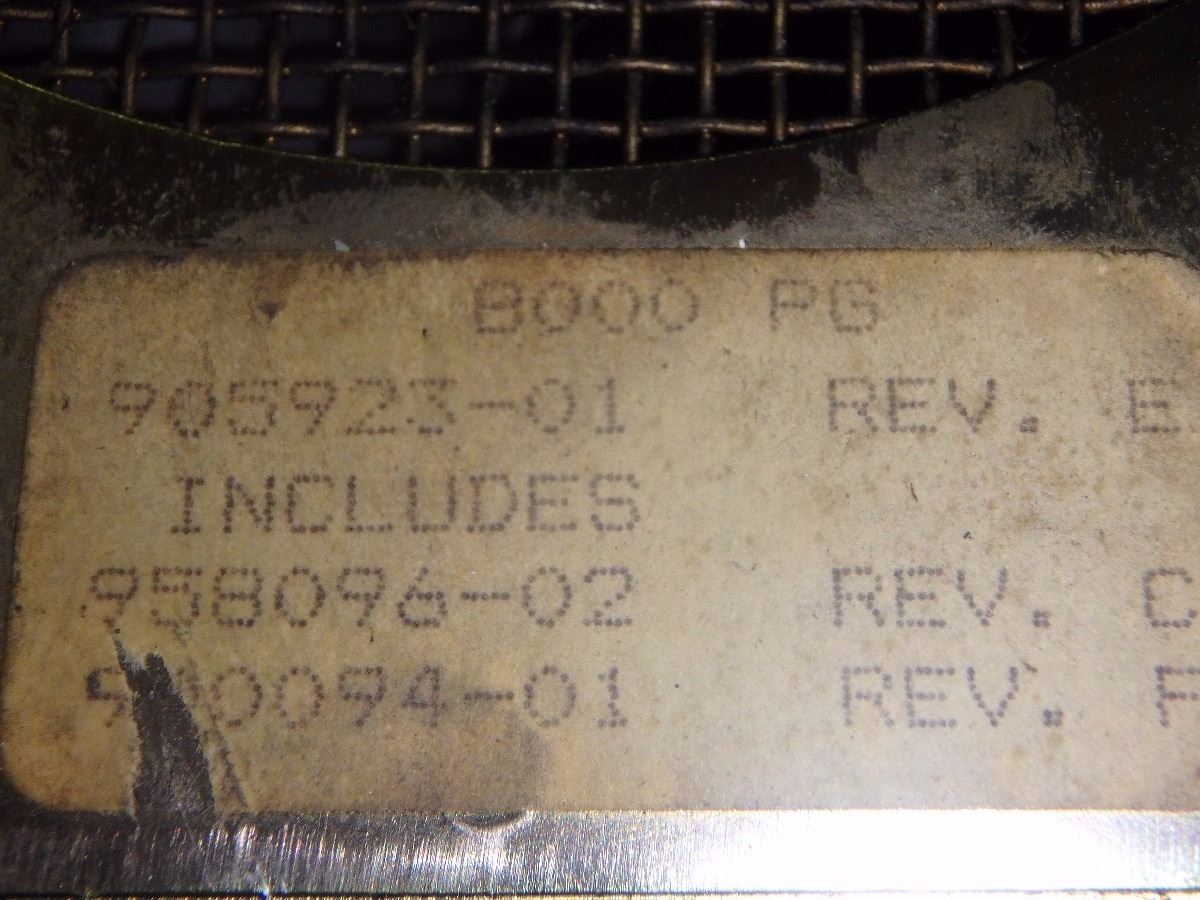 8000 PG
905923-01 REV. E
INCLUDES
958096-02 REV. C
REV. F